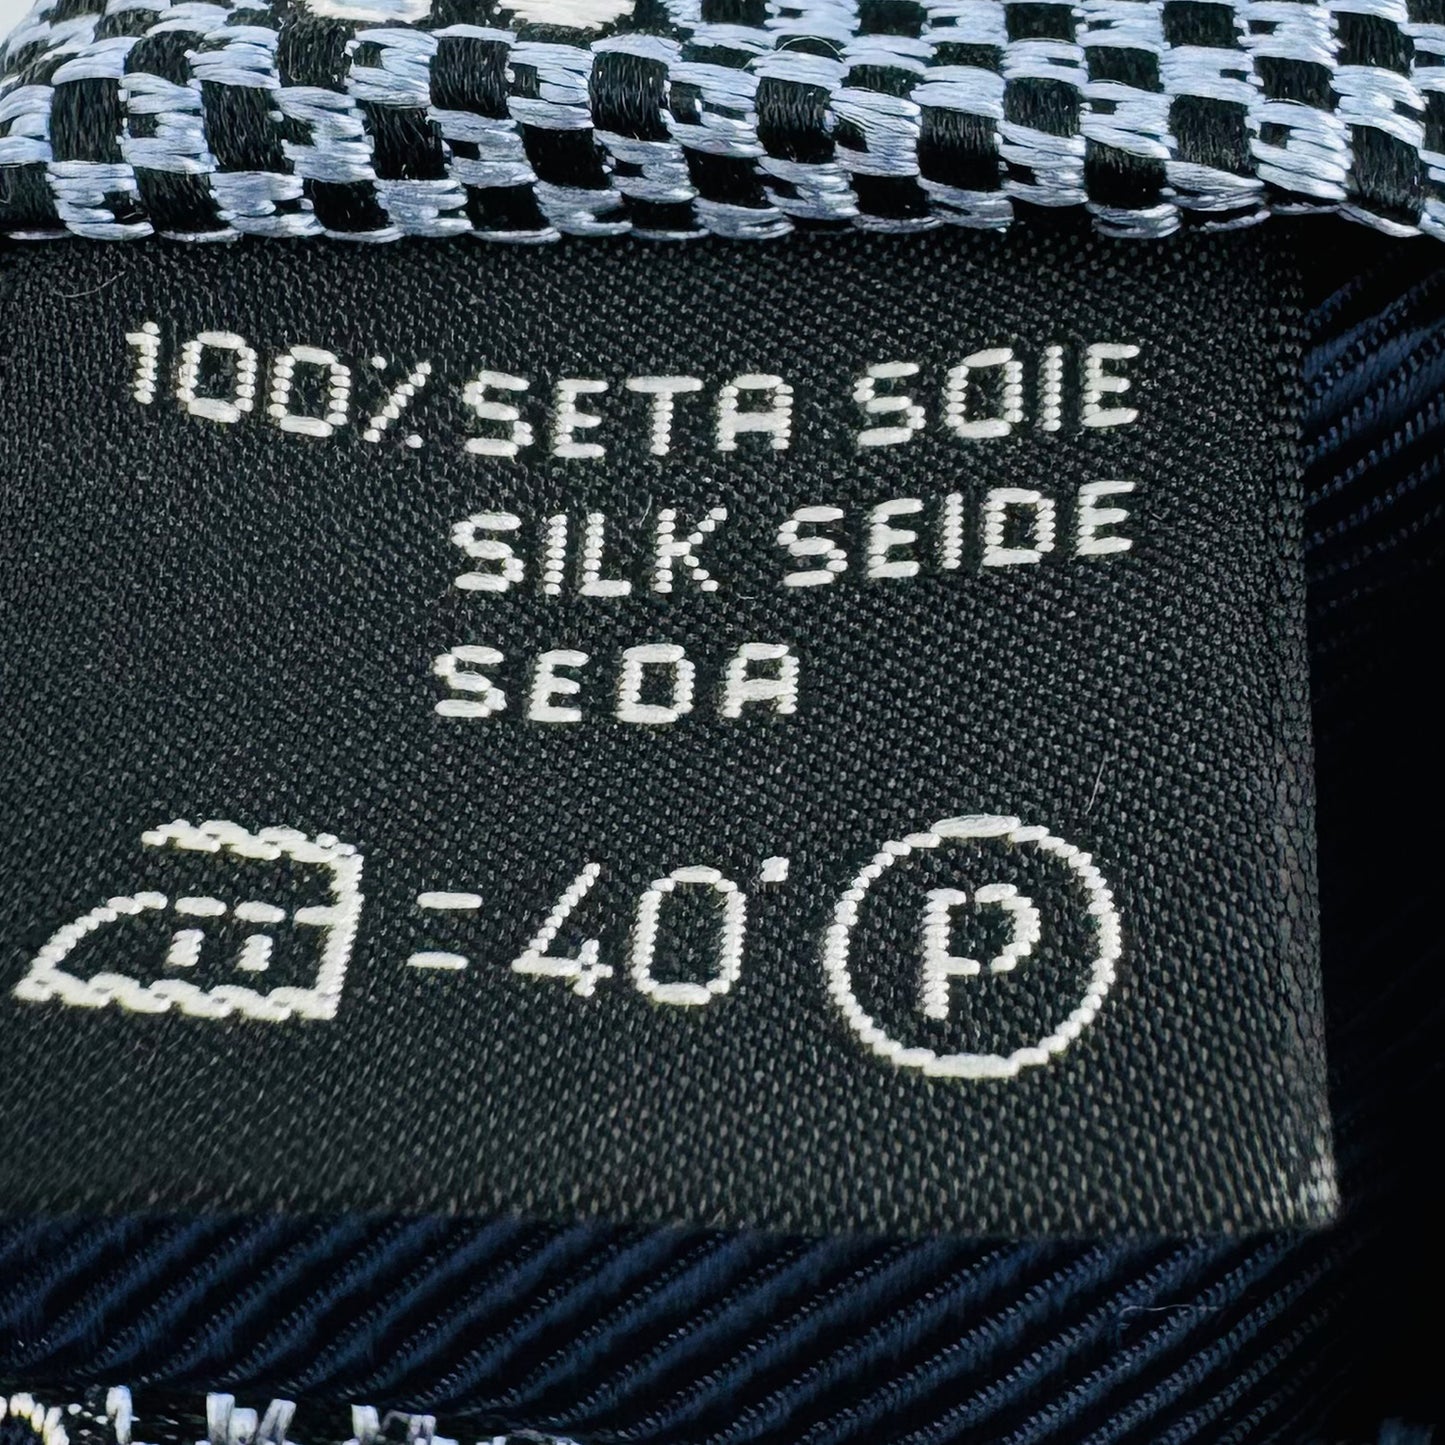 100% SETA SOIE
SILK SEIDE
SEDA
=40° P